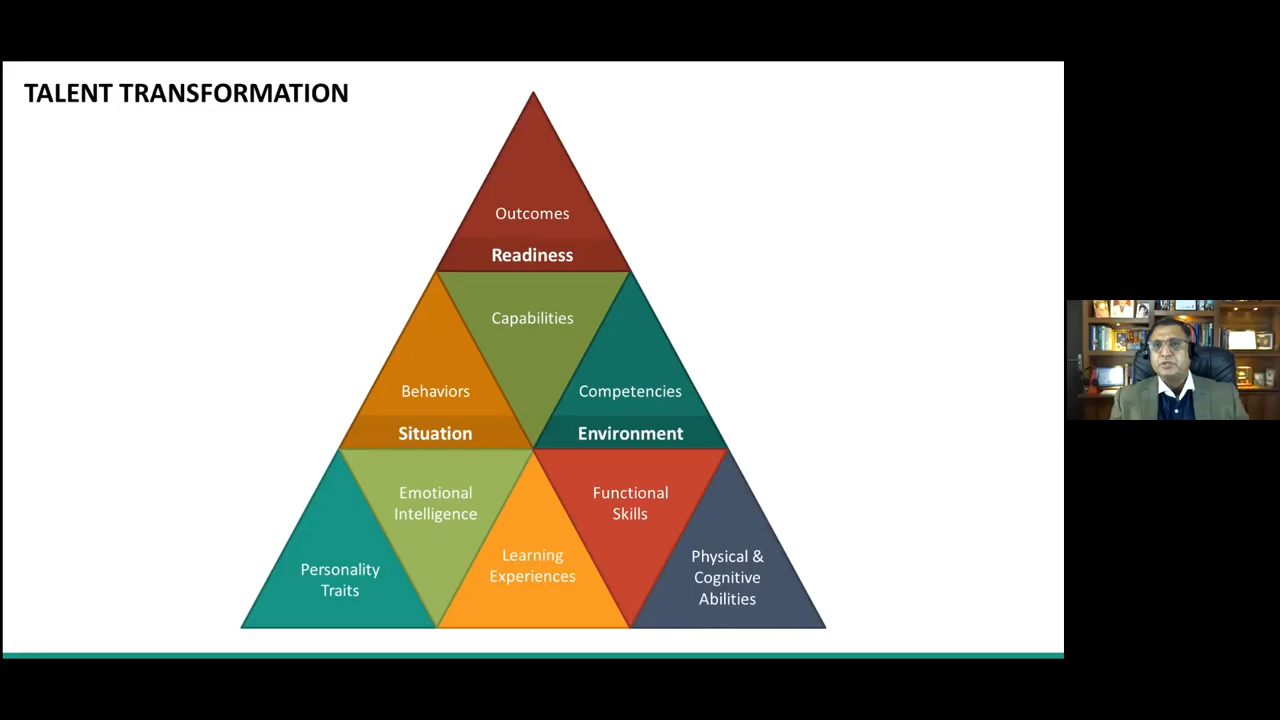 TALENT TRANSFORMATION
Outcomes
Readiness
Capabilities
Behaviors
Competencies
Situation
Environment
Emotional
Intelligence
Functional
Skills
Learning
Experiences
Personality
Traits
Physical &
Cognitive
Abilities